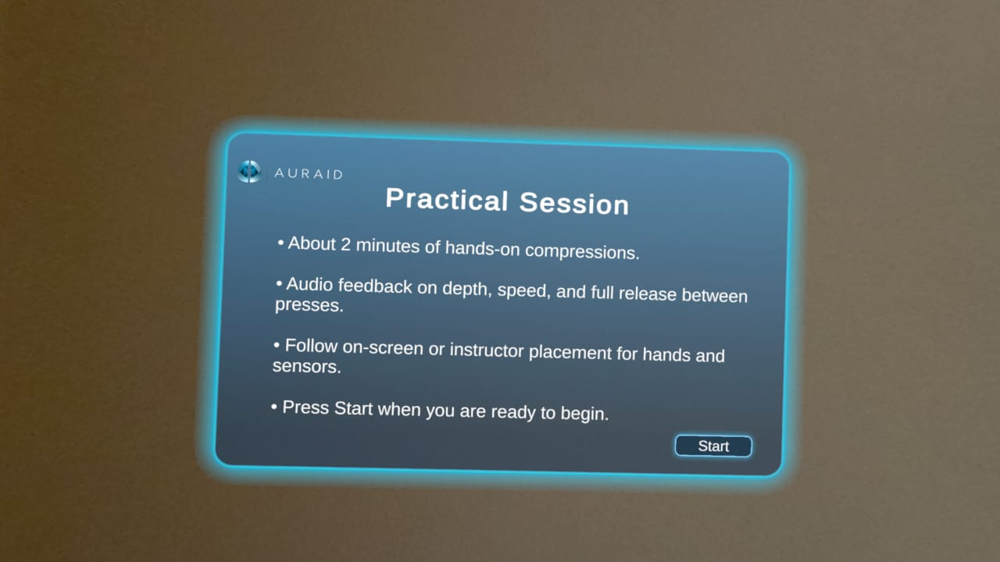 AURAID
Practical Session
• About 2 minutes of hands-on compressions.
• Audio feedback on depth, speed, and full release between
presses.
• Follow on-screen or instructor placement for hands and
sensors.
• Press Start when you are ready to begin.
Start